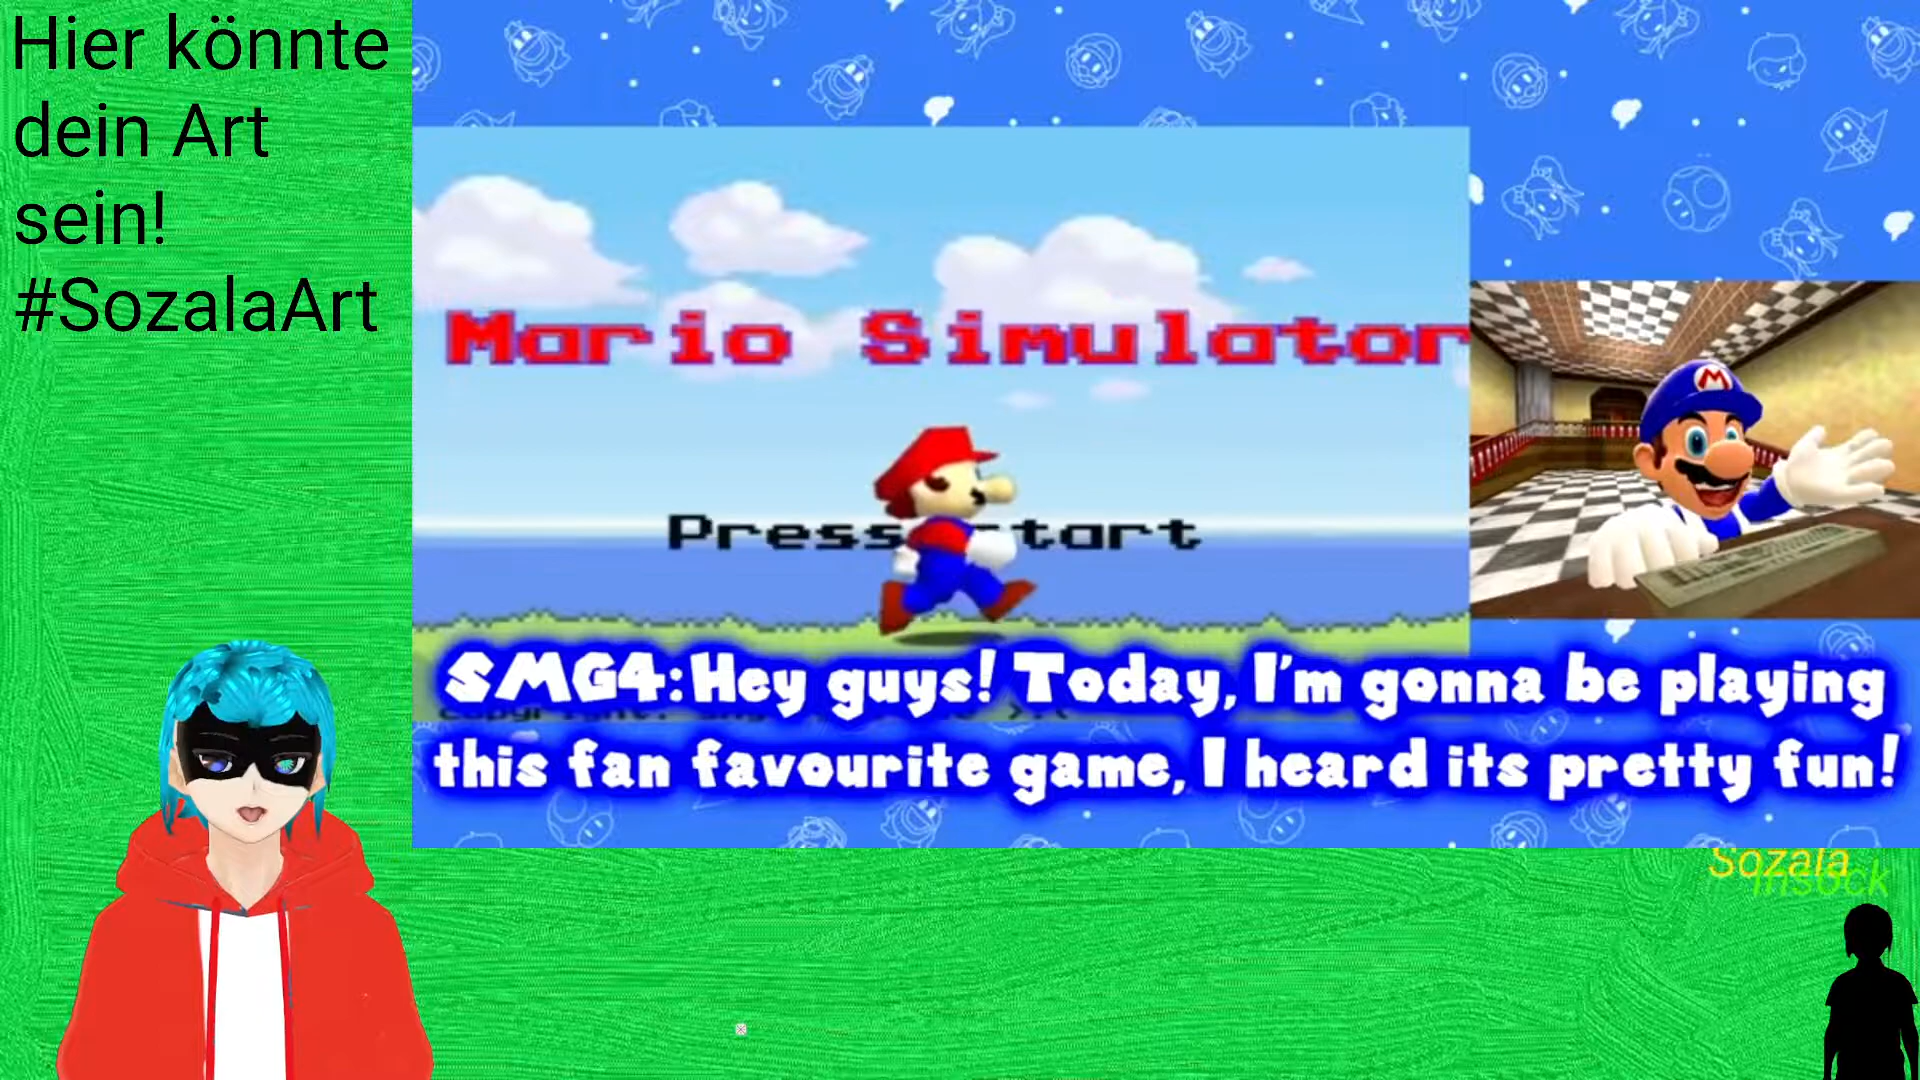 Hier könnte
dein Art
sein!
#SozalaArt
Mario Simulator
Press tart
SMG4:Hey guys! Today, I'm gonna be playing
this fan favourite game, I heard its pretty fun!
Sozala